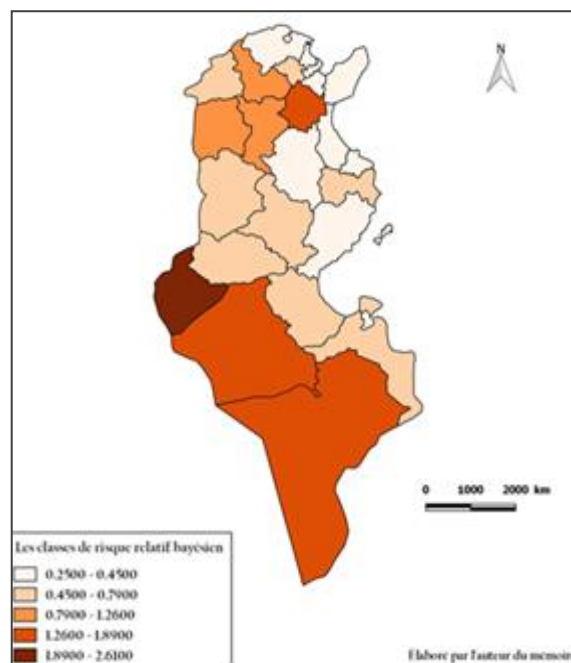 N
0 1000 2000 km
Les classes de risque relatif bayésien
0.2500 - 0.4500
0.4500 - 0.7900
0.7900 - 1.2600
1.2600 - 1.8900
1.8900 - 2.6100
Élaboré par l'auteur du mémoire